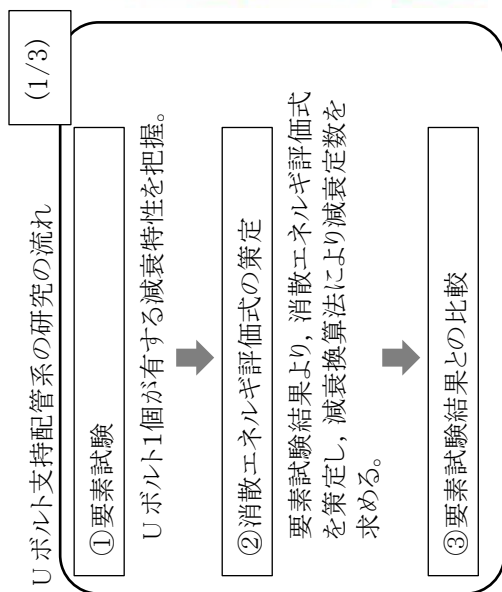 Uボルト支持配管系の研究の流れ
(1/3)
①要素試験
Uボルト1個が有する減衰特性を把握。
②消散エネルギ評価式の策定
要素試験結果より，消散エネルギ評価式
を策定し，減衰換算法により減衰定数を
求める。
③要素試験結果との比較